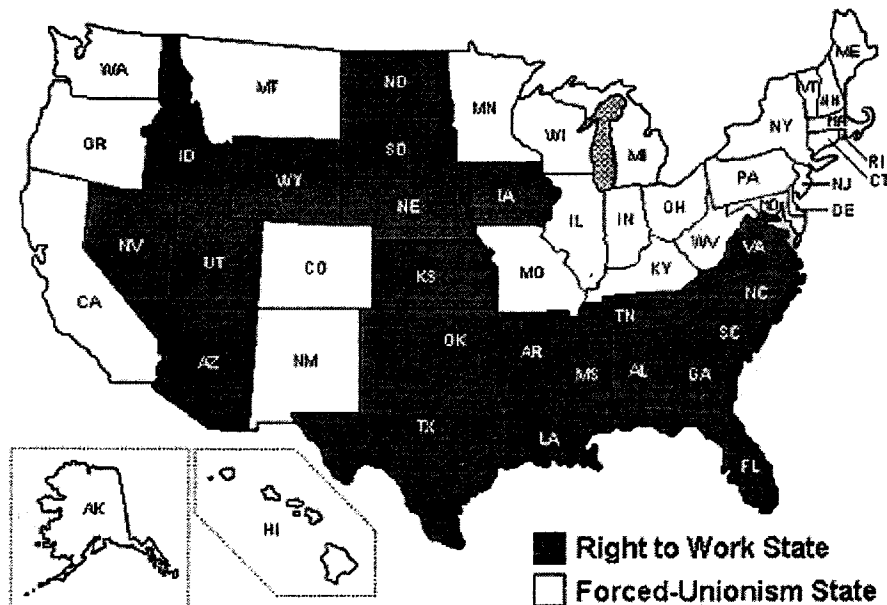 WA
MT
ND
MN
ME
VT
NH
MA
OR
ID
SD
WI
MI
NY
RI
CT
WY
IA
PA
NJ
NE
OH
MD
DE
NV
UT
CO
KS
MO
IL
IN
WV
VA
CA
KY
NC
TN
AZ
NM
OK
AR
SC
MS
AL
GA
TX
LA
FL
AK
HI
Right to Work State
Forced-Unionism State